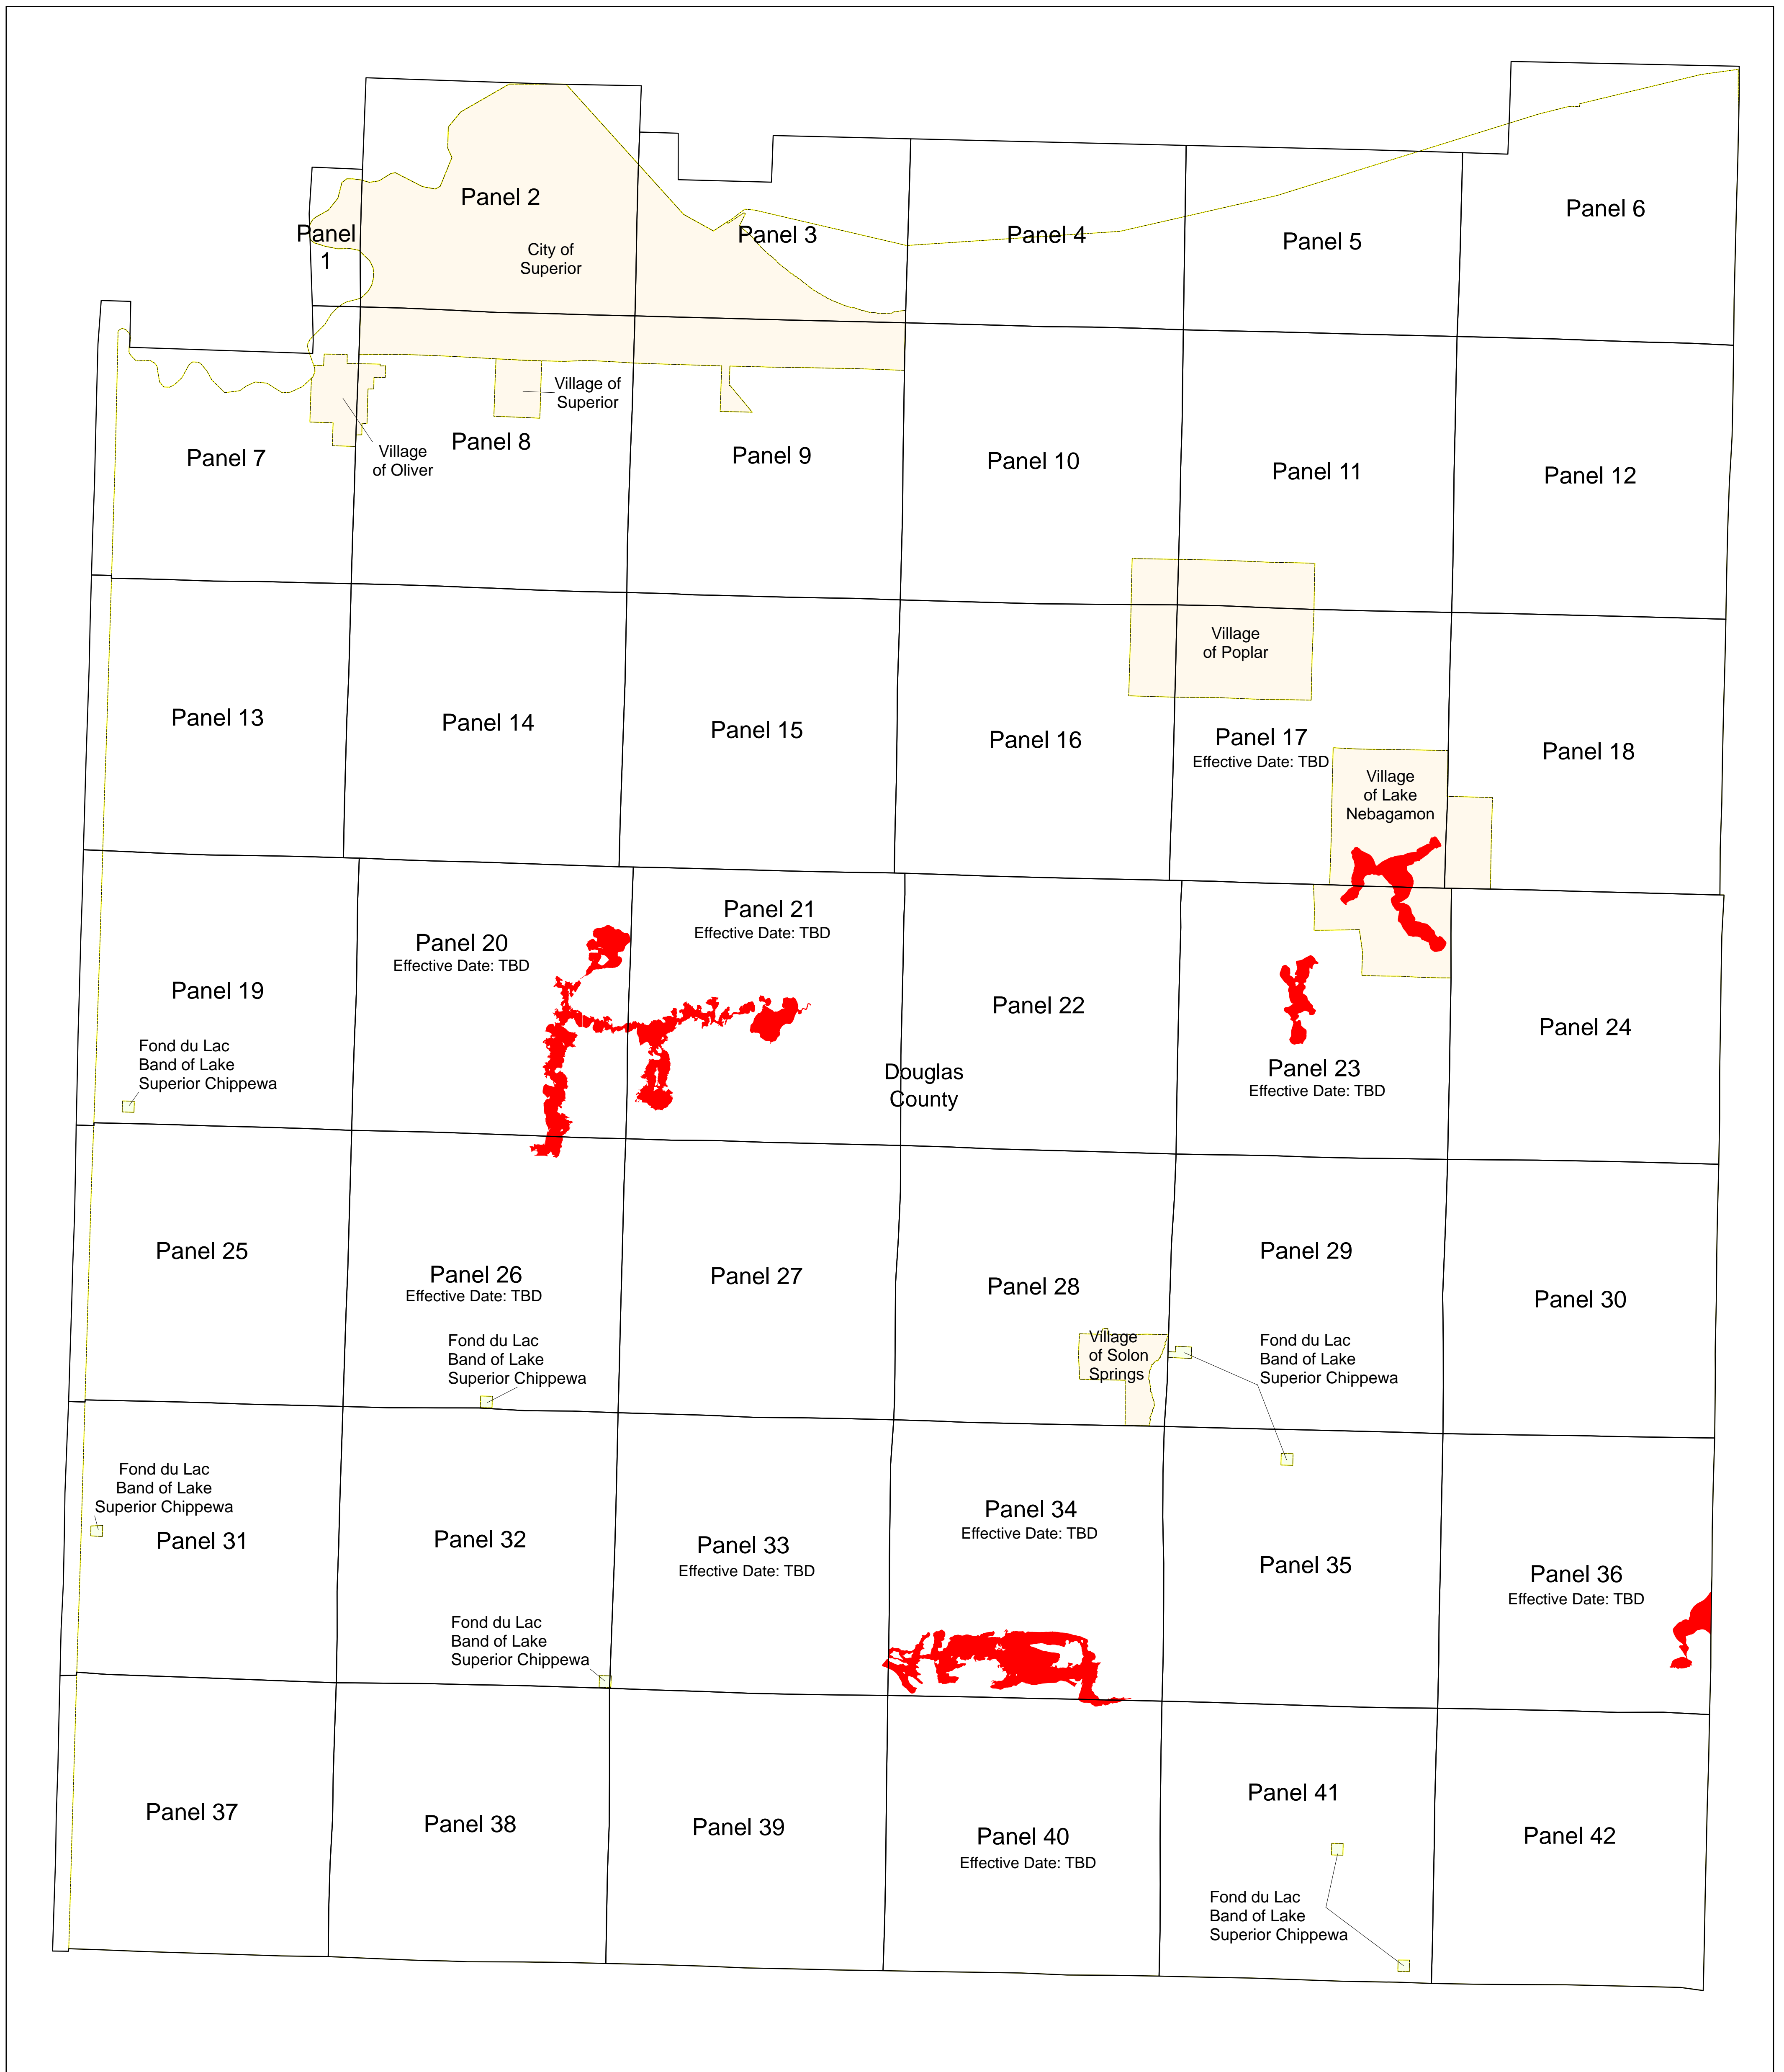 Panel 2
Panel 6
Panel
1
City of
Superior
Panel 3
Panel 4
Panel 5
Village of
Superior
Panel 7
Village
of Oliver
Panel 8
Panel 9
Panel 10
Panel 11
Panel 12
Village
of Poplar
Panel 13
Panel 14
Panel 15
Panel 16
Panel 17
Effective Date: TBD
Panel 18
Village
of Lake
Nebagamon
Panel 19
Fond du Lac
Band of Lake
Superior Chippewa
Panel 20
Effective Date: TBD
Panel 21
Effective Date: TBD
Panel 22
Douglas
County
Panel 23
Effective Date: TBD
Panel 24
Panel 25
Panel 26
Effective Date: TBD
Fond du Lac
Band of Lake
Superior Chippewa
Panel 27
Panel 28
Village
of Solon
Springs
Panel 29
Fond du Lac
Band of Lake
Superior Chippewa
Panel 30
Fond du Lac
Band of Lake
Superior Chippewa
Panel 31
Panel 32
Fond du Lac
Band of Lake
Superior Chippewa
Panel 33
Effective Date: TBD
Panel 34
Effective Date: TBD
Panel 35
Panel 36
Effective Date: TBD
Panel 37
Panel 38
Panel 39
Panel 40
Effective Date: TBD
Panel 41
Fond du Lac
Band of Lake
Superior Chippewa
Panel 42